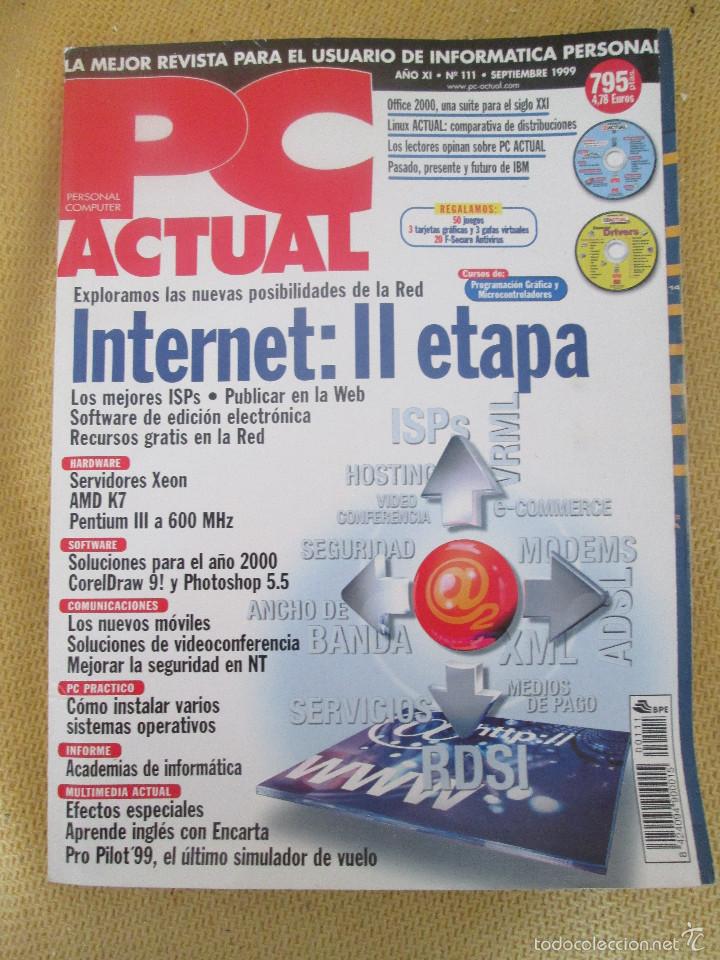 LA MEJOR REVISTA PARA EL USUARIO DE INFORMATICA PERSONAL
AÑO XI • Nº 111 • SEPTIEMBRE 1999
www.pc-actual.com
795 ptas.
4,78 Euros
PC
PERSONAL
COMPUTER
ACTUAL
Office 2000, una suite para el siglo XXI
Linux ACTUAL: comparativa de distribuciones
Los lectores opinan sobre PC ACTUAL
Pasado, presente y futuro de IBM
REGALAMOS:
50 juegos
3 tarjetas gráficas y 3 gafas virtuales
20 F-Secure Antivirus
ACTUAL
Drivers
Cursos de:
Programación Gráfica y
Microcontroladores
14
Exploramos las nuevas posibilidades de la Red
Internet: II etapa
Los mejores ISPs • Publicar en la Web
Software de edición electrónica
Recursos gratis en la Red
HARDWARE
Servidores Xeon
AMD K7
Pentium III a 600 MHz
SOFTWARE
Soluciones para el año 2000
CorelDraw 9! y Photoshop 5.5
COMUNICACIONES
Los nuevos móviles
Soluciones de videoconferencia
Mejorar la seguridad en NT
PC PRACTICO
Cómo instalar varios
sistemas operativos
INFORME
Academias de informática
MULTIMEDIA ACTUAL
Efectos especiales
Aprende inglés con Encarta
Pro Pilot'99, el último simulador de vuelo
ISPs
VRML
HOSTING
VIDEO
CONFERENCIA
e-COMMERCE
SEGURIDAD
MODEMS
@
ADSL
ANCHO DE
BANDA
XML
SERVICIOS
MEDIOS
DE PAGO
@
http://
www
RDSI
BPE
00111
8 424094 900015
todocoleccion.net